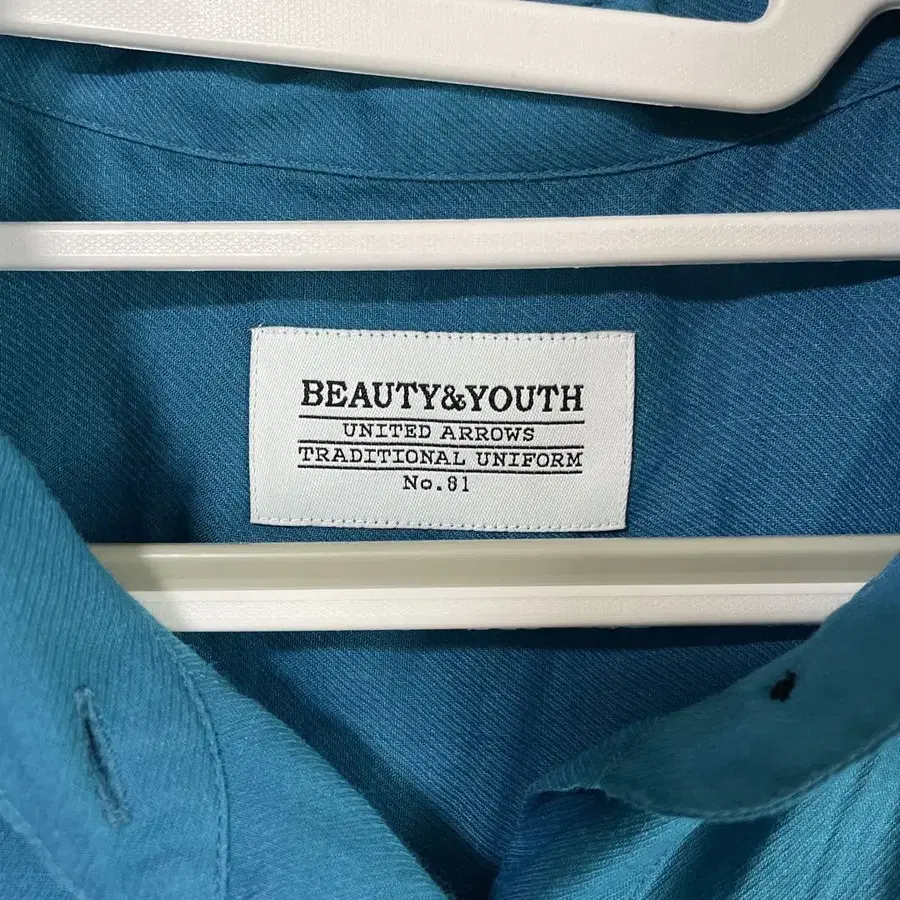 BEAUTY&YOUTH
UNITED ARROWS
TRADITIONAL UNIFORM
No.81